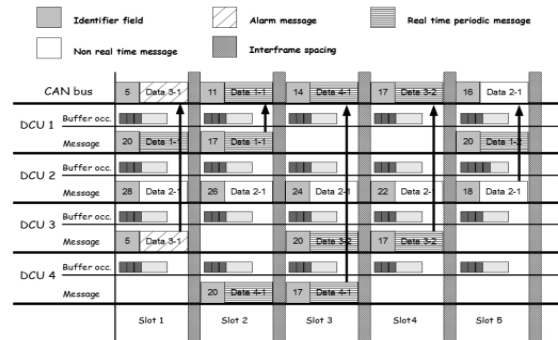 Identifier field
Alarm message
Real time periodic message
Non real time message
Interframe spacing
CAN bus
5 Data 3-1 11 Data 1-1 14 Data 4-1 17 Data 3-2 16 Data 2-1
DCU 1
Buffer occ.
Message 20 Data 1-1 17 Data 1-1 20 Data 1-2
DCU 2
Buffer occ.
Message 28 Data 2-1 26 Data 2-1 24 Data 2-1 22 Data 2-1 18 Data 2-1
DCU 3
Buffer occ.
Message 5 Data 3-1 20 Data 3-2 17 Data 3-2
DCU 4
Buffer occ.
Message 20 Data 4-1 17 Data 4-1
Slot 1 Slot 2 Slot 3 Slot4 Slot 5